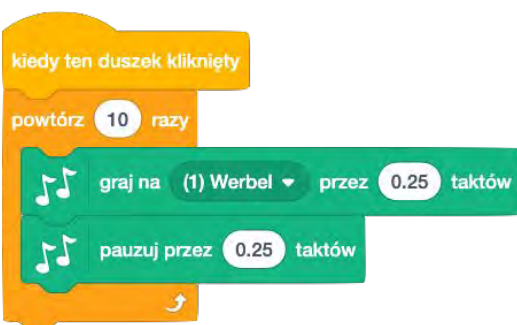 kiedy ten duszek kliknięty
powtórz 10 razy
graj na (1) Werbel przez 0.25 taktów
pauzuj przez 0.25 taktów